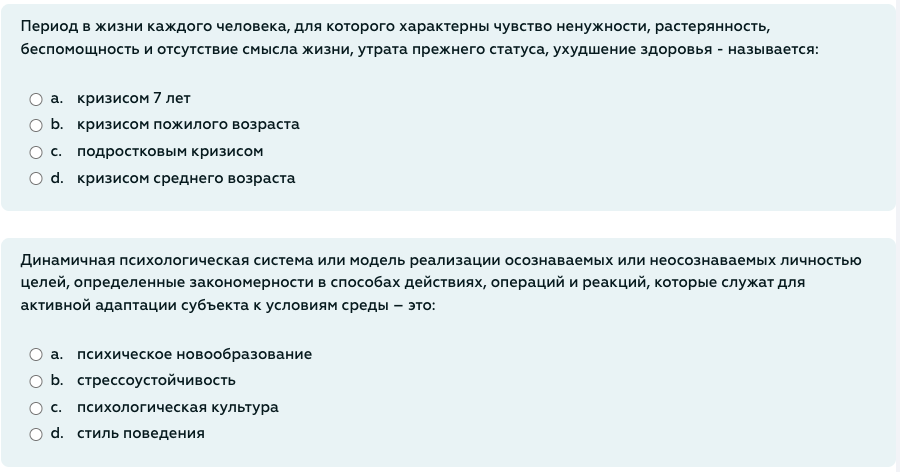 Период в жизни каждого человека, для которого характерны чувство ненужности, растерянность,
беспомощность и отсутствие смысла жизни, утрата прежнего статуса, ухудшение здоровья - называется:
a. кризисом 7 лет
b. кризисом пожилого возраста
c. подростковым кризисом
d. кризисом среднего возраста
Динамичная психологическая система или модель реализации осознаваемых или неосознаваемых личностью
целей, определенные закономерности в способах действиях, операций и реакций, которые служат для
активной адаптации субъекта к условиям среды – это:
a. психическое новообразование
b. стрессоустойчивость
c. психологическая культура
d. стиль поведения